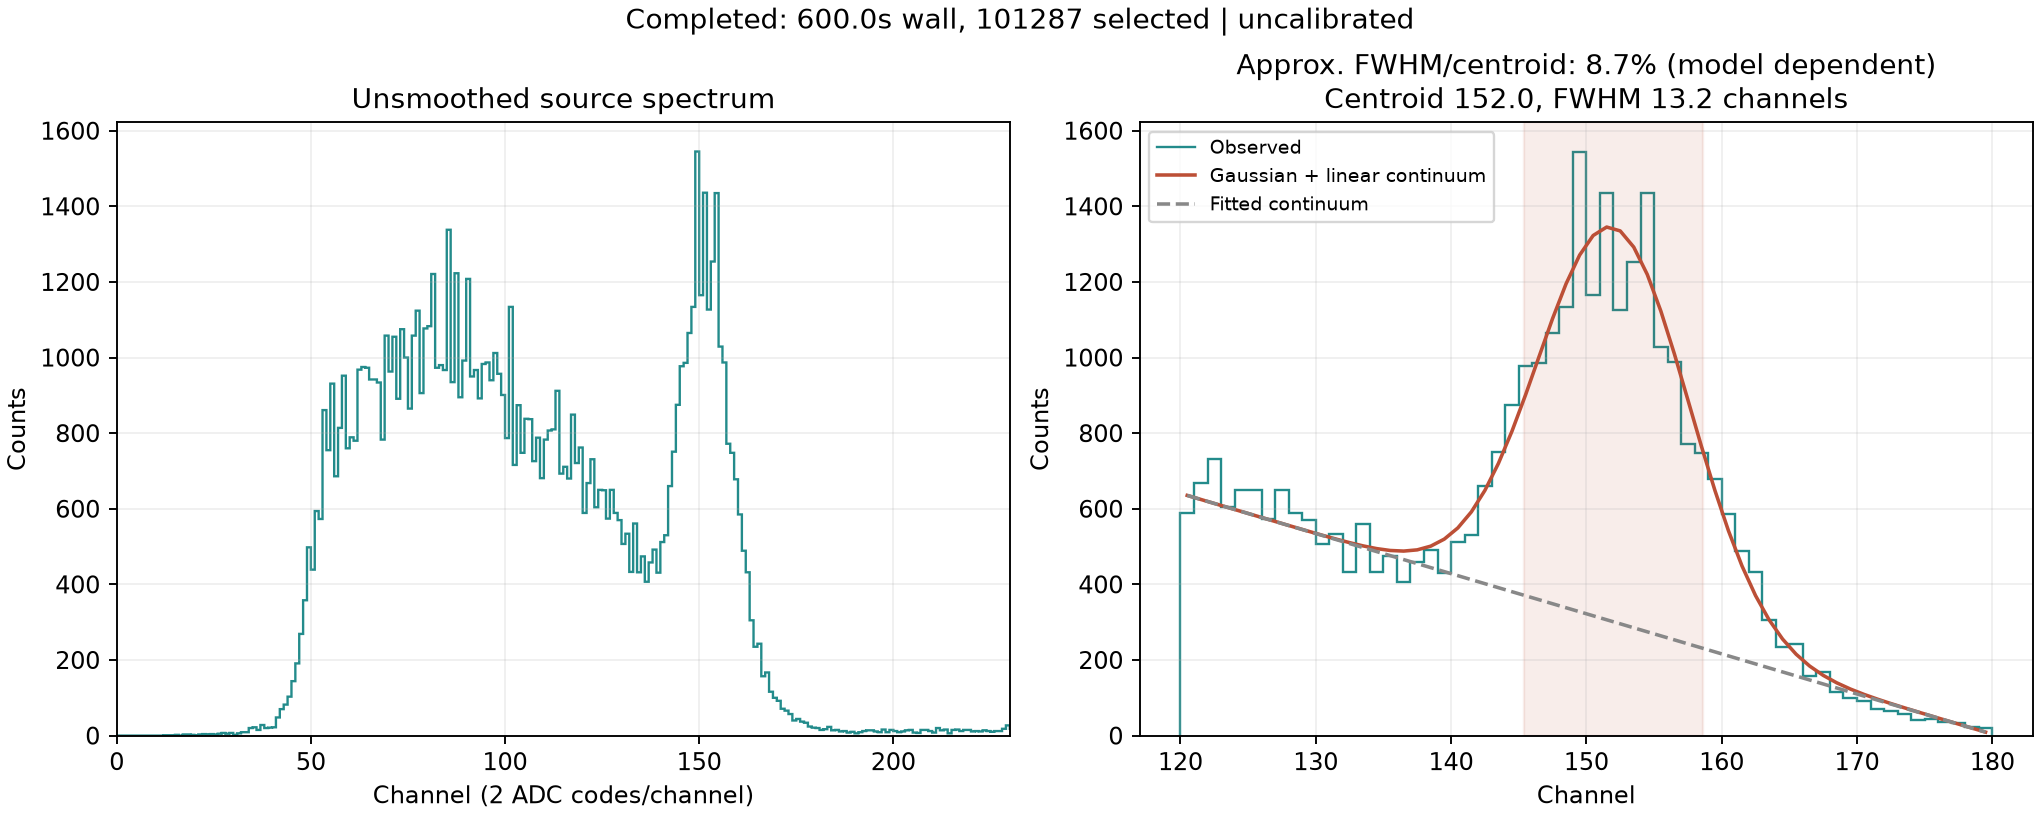 Completed: 600.0s wall, 101287 selected | uncalibrated
Unsmoothed source spectrum
Counts
1600
1400
1200
1000
800
600
400
200
0
0
50
100
150
200
Channel (2 ADC codes/channel)
Approx. FWHM/centroid: 8.7% (model dependent)
Centroid 152.0, FWHM 13.2 channels
Observed
Gaussian + linear continuum
Fitted continuum
Counts
1600
1400
1200
1000
800
600
400
200
0
120
130
140
150
160
170
180
Channel